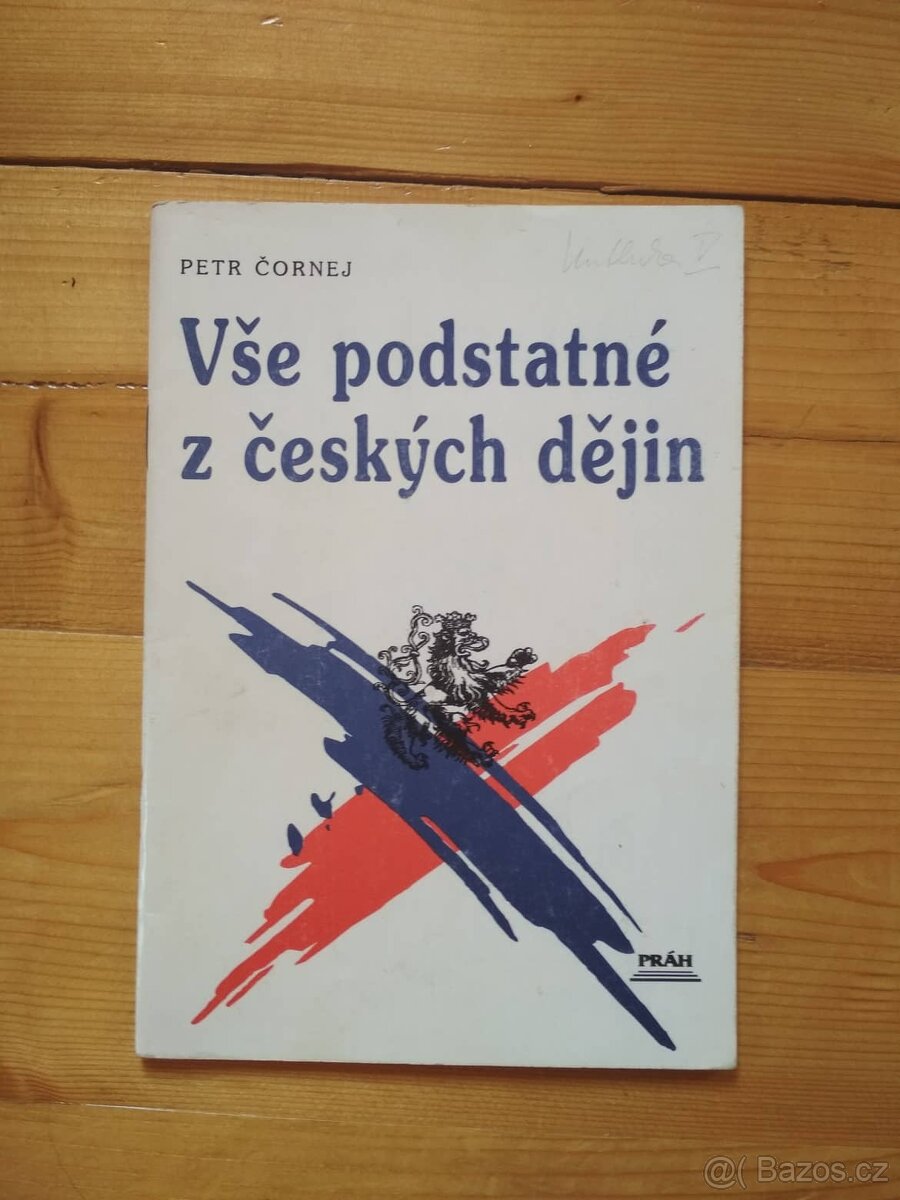 PETR ČORNEJ
Vše podstatné
z českých dějin
PRÁH
@( Bazos.cz